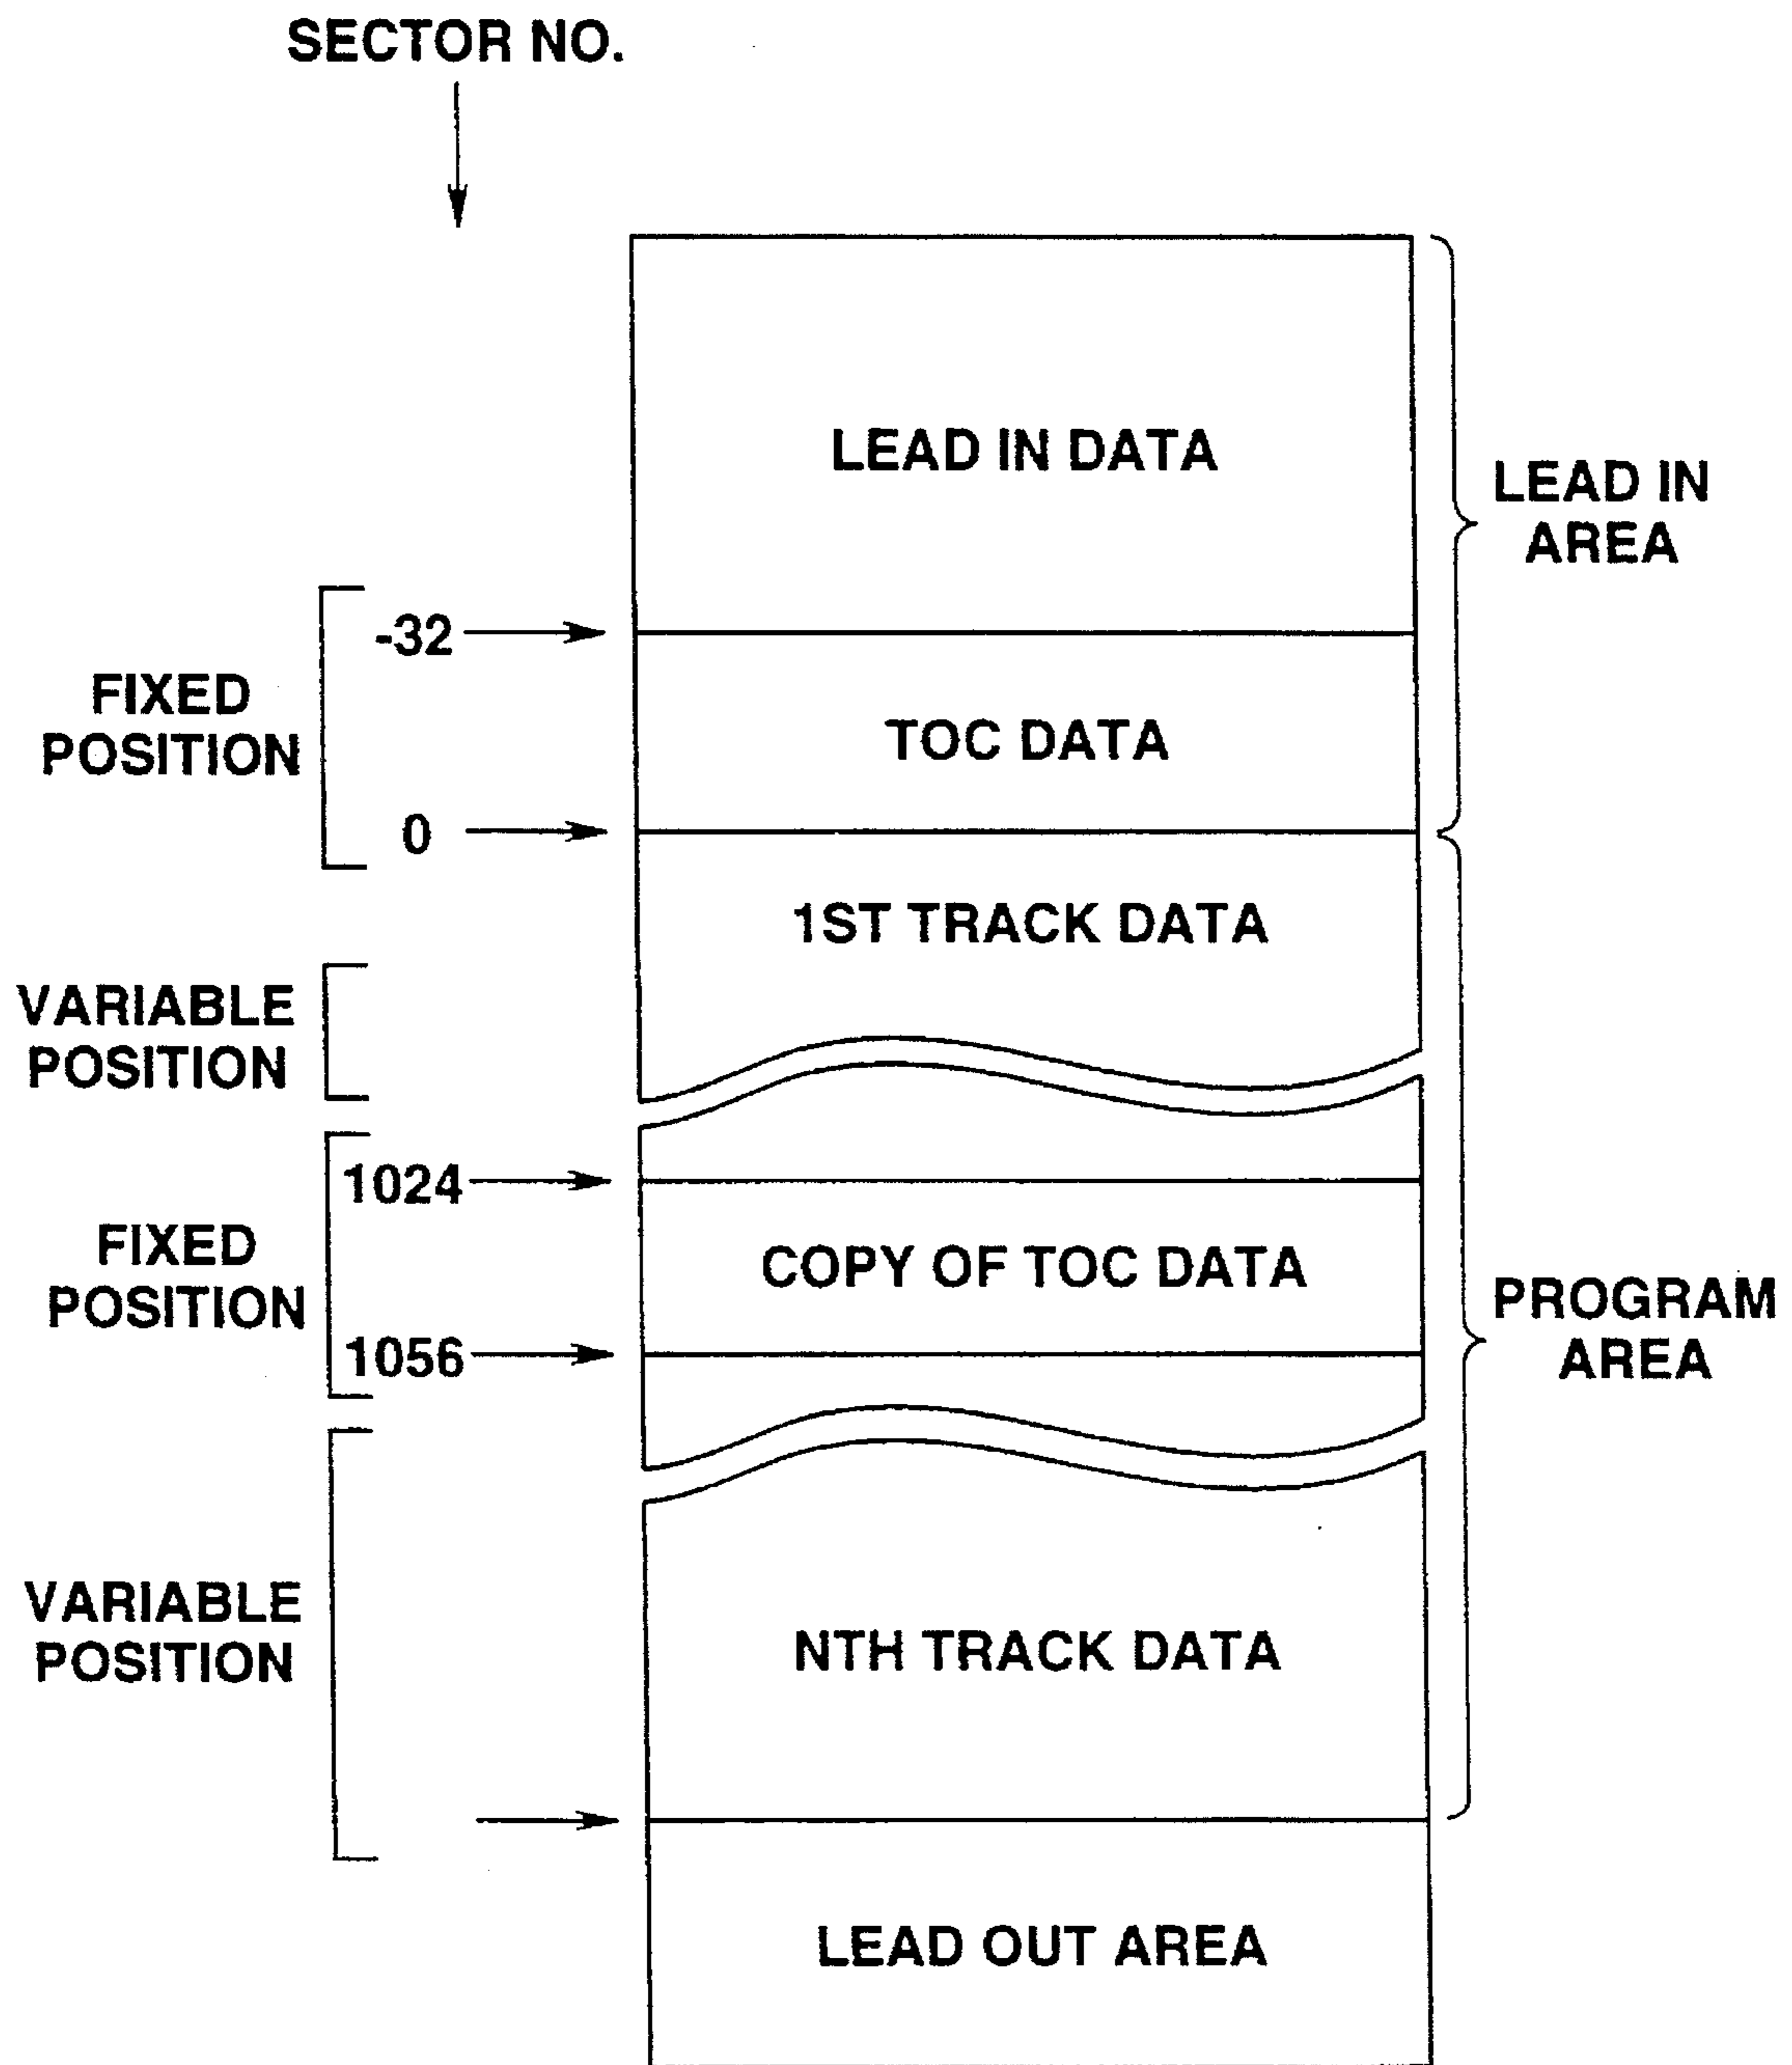 SECTOR NO.
LEAD IN DATA
LEAD IN
AREA
-32
FIXED
POSITION
TOC DATA
0
1ST TRACK DATA
VARIABLE
POSITION
1024
FIXED
POSITION
COPY OF TOC DATA
PROGRAM
AREA
1056
VARIABLE
POSITION
NTH TRACK DATA
LEAD OUT AREA